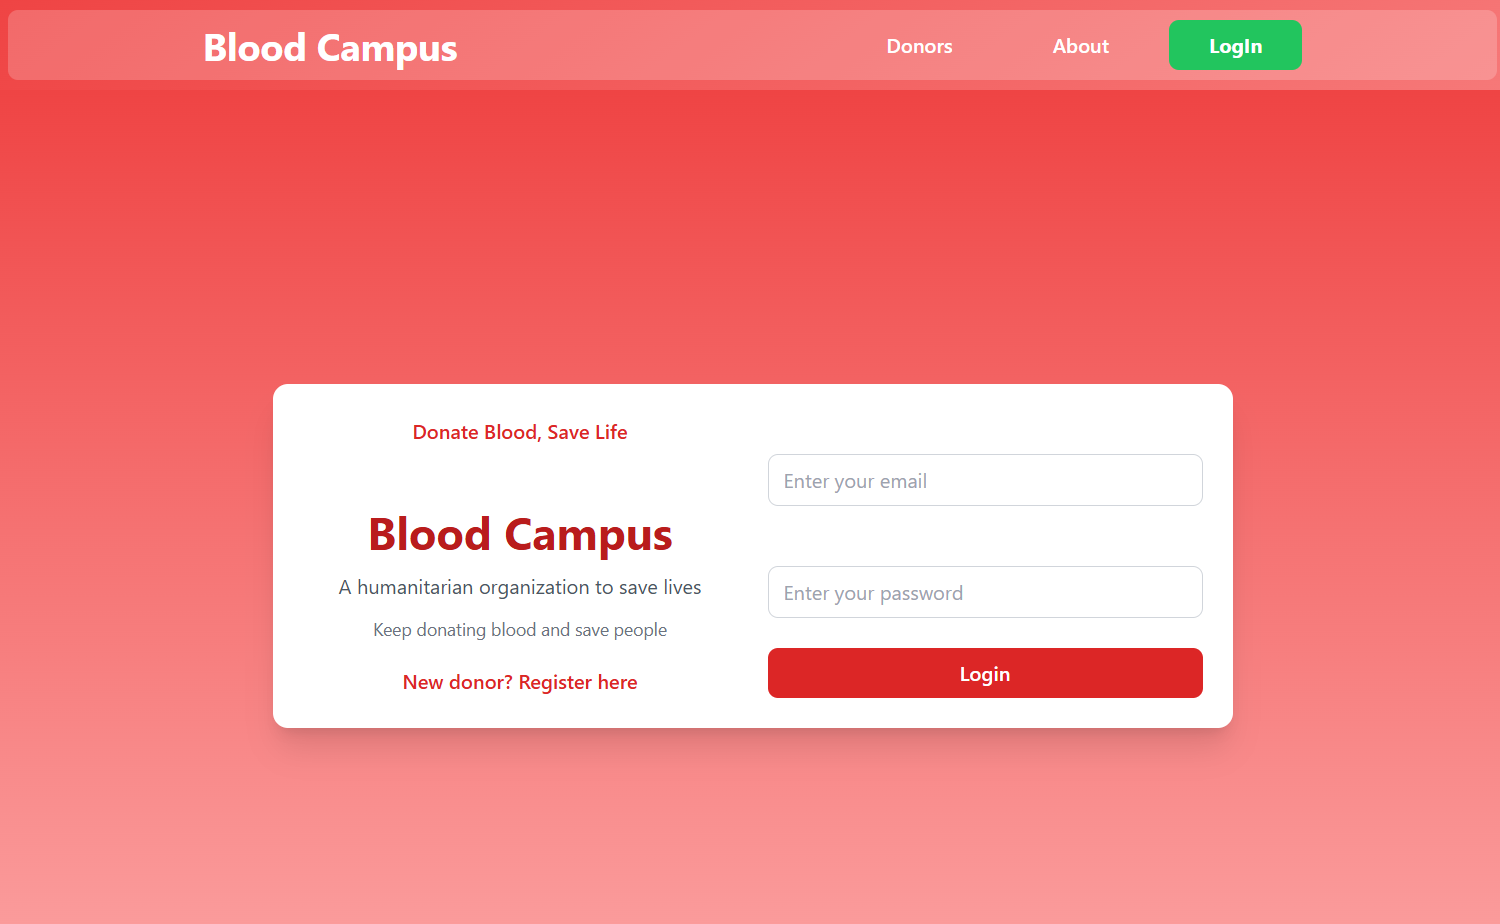 Blood Campus
Donors
About
LogIn
Donate Blood, Save Life
Blood Campus
A humanitarian organization to save lives
Keep donating blood and save people
New donor? Register here
Enter your email
Enter your password
Login